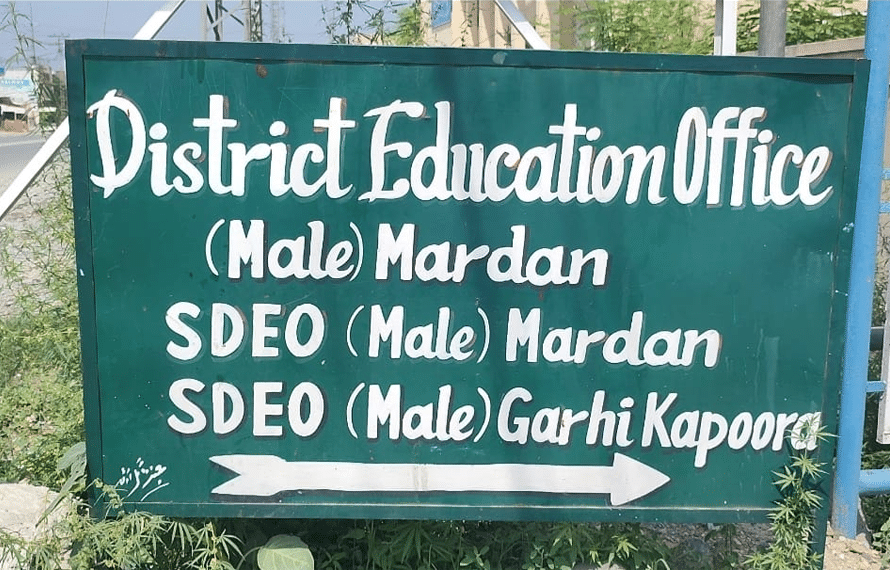 District Education Office
(Male) Mardan
SDEO (Male) Mardan
SDEO (Male) Garhi Kapoora